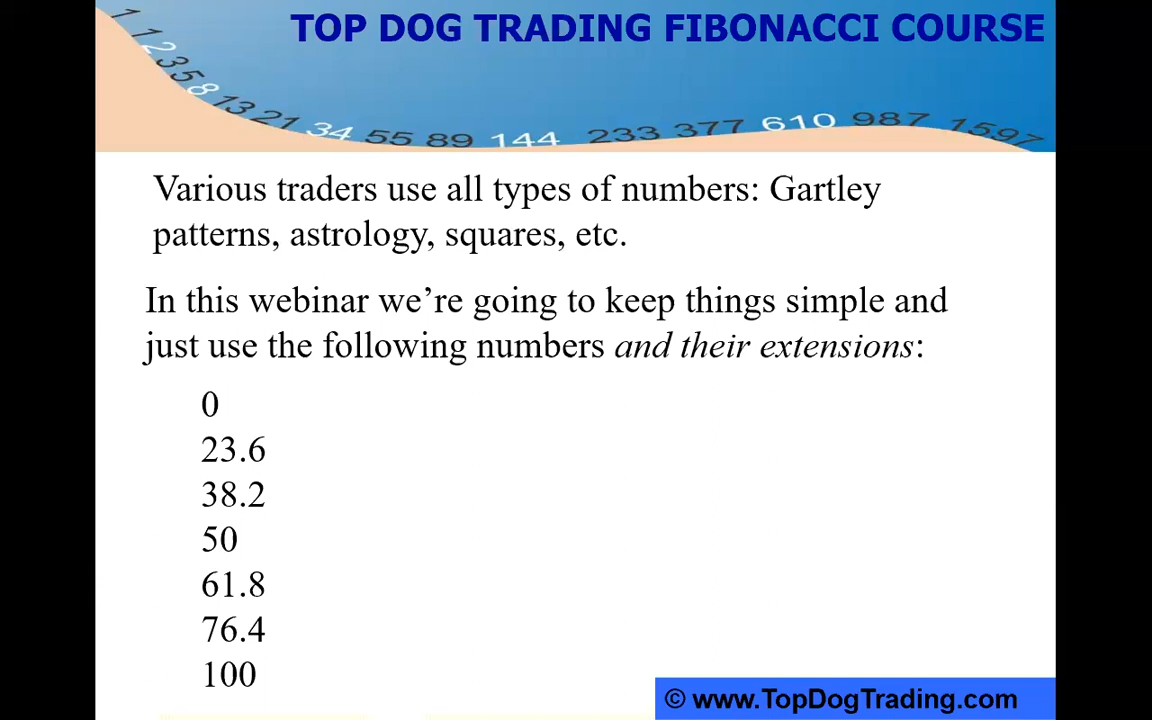 TOP DOG TRADING FIBONACCI COURSE
1 1 2 3 5 8 13 21 34 55 89 144 233 377 610 987 1597
Various traders use all types of numbers: Gartley
patterns, astrology, squares, etc.
In this webinar we’re going to keep things simple and
just use the following numbers and their extensions:
0
23.6
38.2
50
61.8
76.4
100
© www.TopDogTrading.com